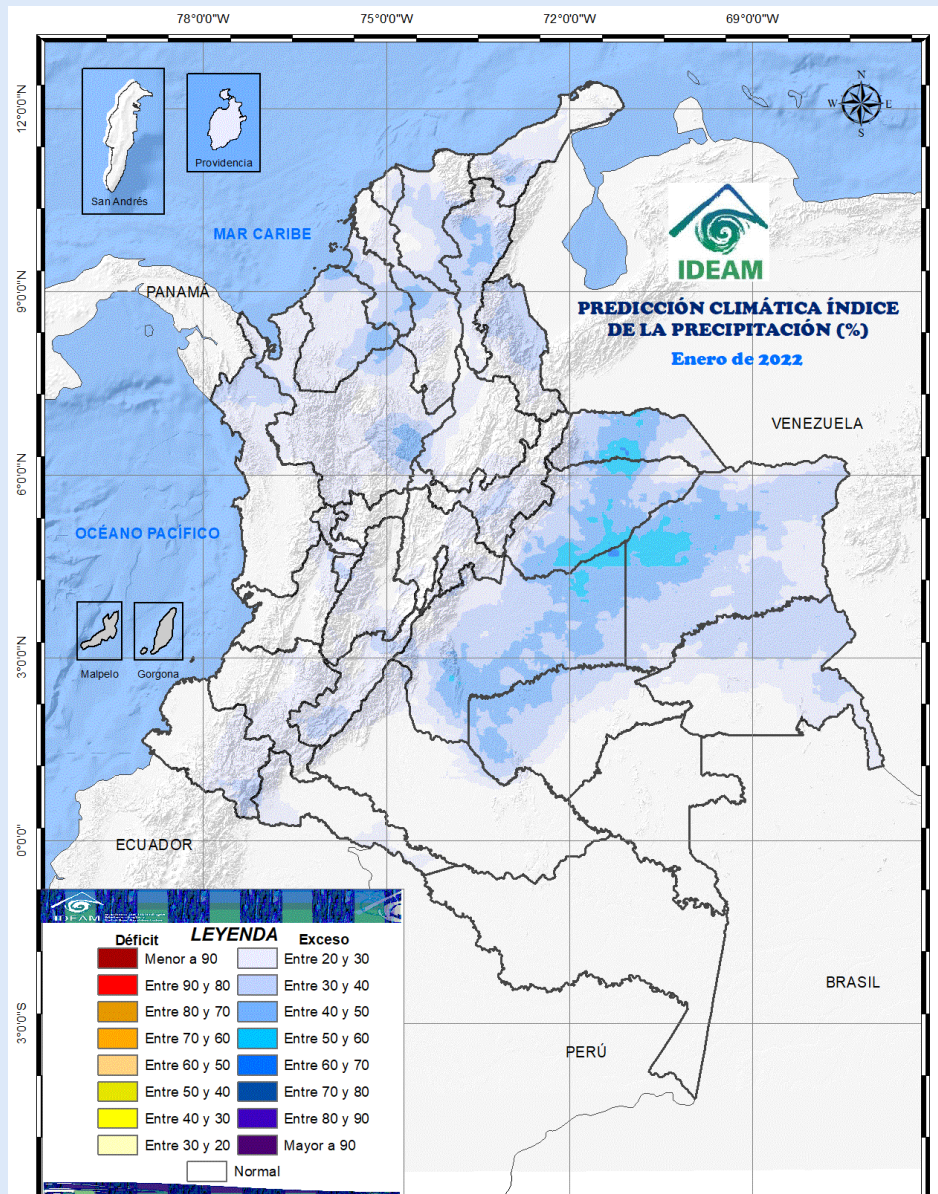 78°0'0"W 75°0'0"W 72°0'0"W 69°0'0"W
12°0'0"N
9°0'0"N
6°0'0"N
3°0'0"N
0°0'0"
3°0'0"S
San Andrés
Providencia
N
W E
S
MAR CARIBE
IDEAM
PANAMÁ
PREDICCIÓN CLIMÁTICA ÍNDICE
DE LA PRECIPITACIÓN (%)
Enero de 2022
VENEZUELA
OCÉANO PACÍFICO
Malpelo Gorgona
ECUADOR
BRASIL
PERÚ
IDEAM
LEYENDA
Déficit Exceso
Menor a 90 Entre 20 y 30
Entre 90 y 80 Entre 30 y 40
Entre 80 y 70 Entre 40 y 50
Entre 70 y 60 Entre 50 y 60
Entre 60 y 50 Entre 60 y 70
Entre 50 y 40 Entre 70 y 80
Entre 40 y 30 Entre 80 y 90
Entre 30 y 20 Mayor a 90
Normal